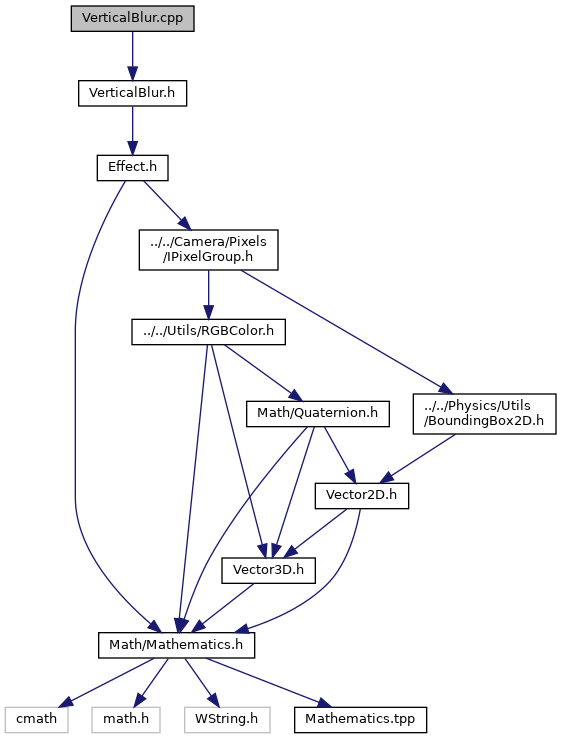 VerticalBlur.cpp
VerticalBlur.h
Effect.h
../../Camera/Pixels
/IPixelGroup.h
../../Utils/RGBColor.h
Math/Quaternion.h
../../Physics/Utils
/BoundingBox2D.h
Vector2D.h
Vector3D.h
Math/Mathematics.h
cmath
math.h
WString.h
Mathematics.tpp